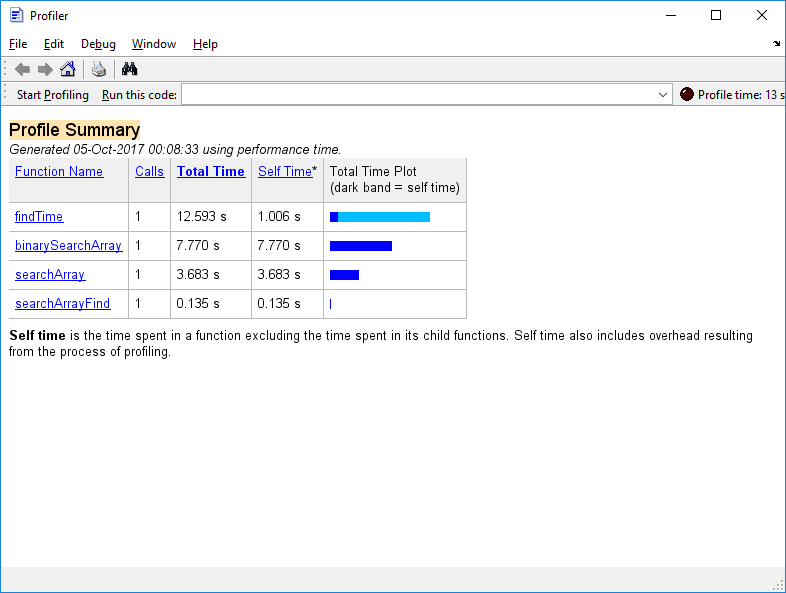 Profiler
File Edit Debug Window Help
Start Profiling Run this code: Profile time: 13 s
Profile Summary
Generated 05-Oct-2017 00:08:33 using performance time.
Function Name Calls Total Time Self Time* Total Time Plot
(dark band = self time)
findTime 1 12.593 s 1.006 s
binarySearchArray 1 7.770 s 7.770 s
searchArray 1 3.683 s 3.683 s
searchArrayFind 1 0.135 s 0.135 s
Self time is the time spent in a function excluding the time spent in its child functions. Self time also includes overhead resulting
from the process of profiling.